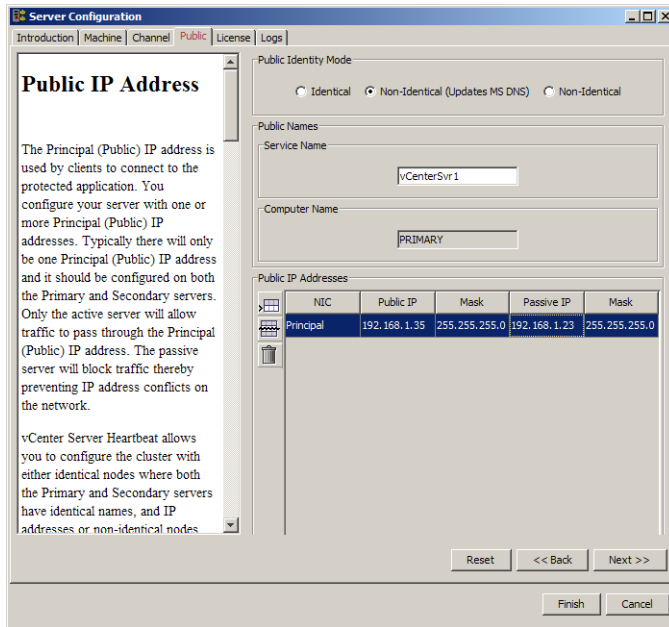 Server Configuration
Introduction Machine Channel Public License Logs
Public IP Address
The Principal (Public) IP address is
used by clients to connect to the
protected application. You
configure your server with one or
more Principal (Public) IP
addresses. Typically there will only
be one Principal (Public) IP address
and it should be configured on both
the Primary and Secondary servers.
Only the active server will allow
traffic to pass through the Principal
(Public) IP address. The passive
server will block traffic thereby
preventing IP address conflicts on
the network.
vCenter Server Heartbeat allows
you to configure the cluster with
either identical nodes where both
the Primary and Secondary servers
have identical names, and IP
addresses or non-identical nodes
Public Identity Mode
Identical Non-Identical (Updates MS DNS) Non-Identical
Public Names
Service Name
vCenterSvr1
Computer Name
PRIMARY
Public IP Addresses
NIC Public IP Mask Passive IP Mask
Principal 192.168.1.35 255.255.255.0 192.168.1.23 255.255.255.0
Reset << Back Next >>
Finish Cancel